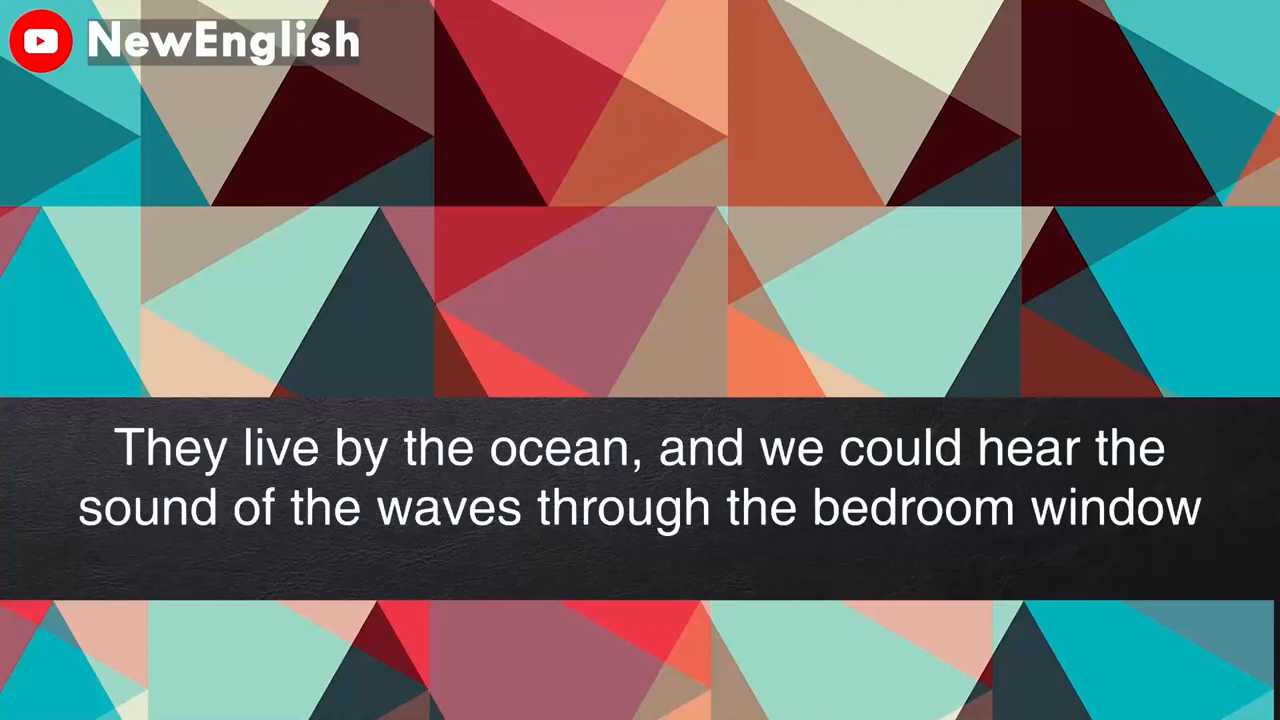 NewEnglish
They live by the ocean, and we could hear the
sound of the waves through the bedroom window